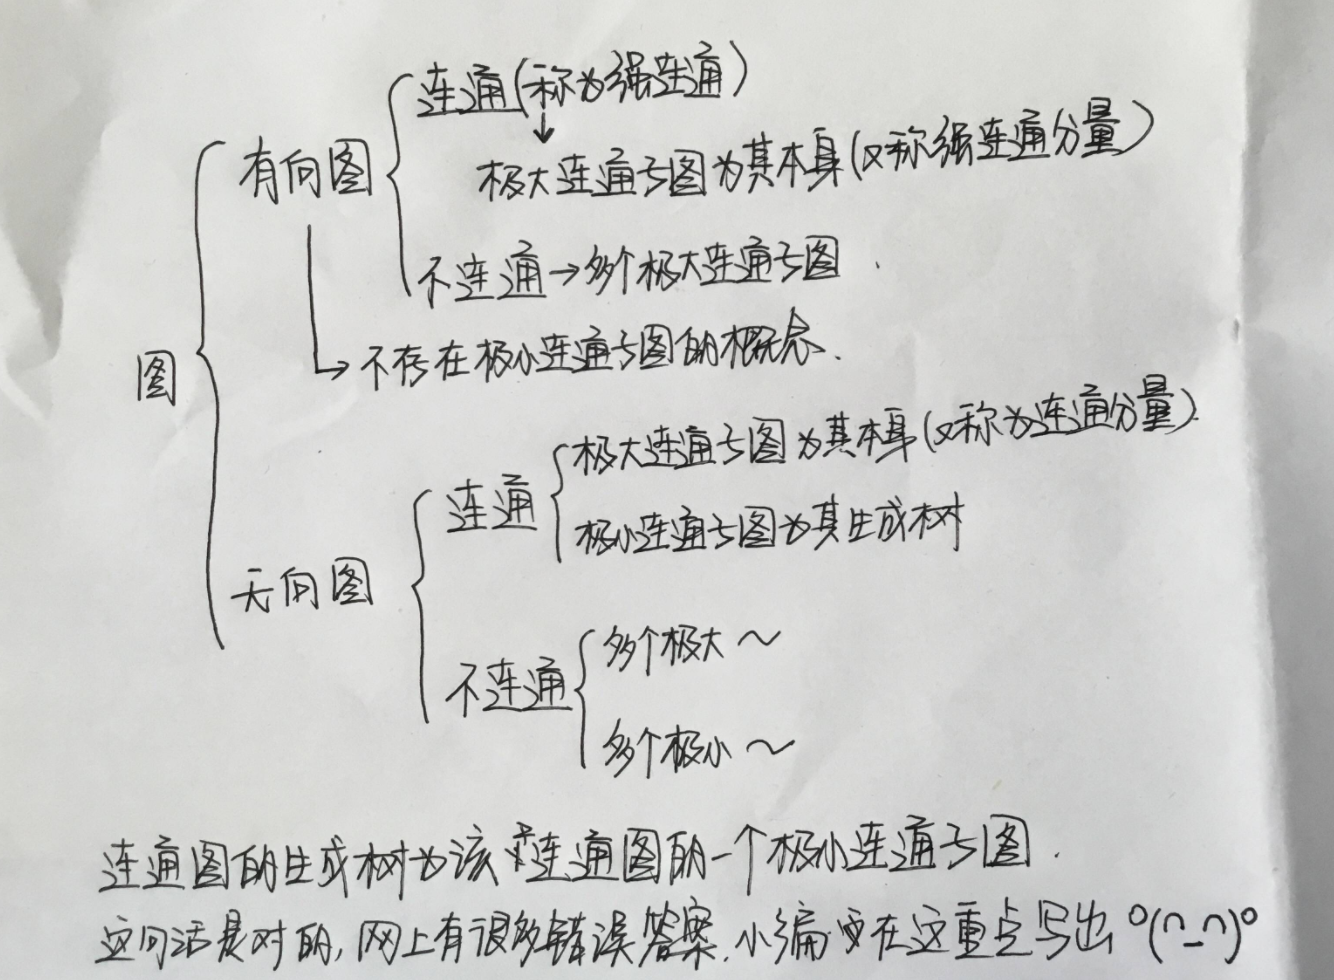 连通(称为强连通)
极大连通子图为其本身(又称强连通分量)
有向图
不连通→多个极大连通子图
不存在极小连通子图的概念.
图
极大连通子图为其本身(又称为连通分量).
连通
极小连通子图为其生成树
无向图
多个极大~
不连通
多个极小~
连通图的生成树为该连通图的一个极小连通子图.
这句话是对的,网上有很多错误答案.小编要在这重点写出 o(∩_∩)o